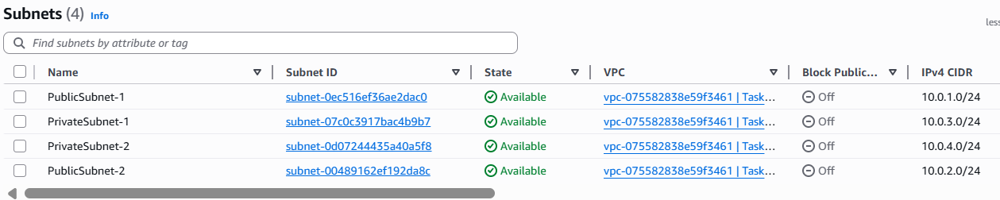 Subnets (4) Info
less
Find subnets by attribute or tag
Name Subnet ID State VPC Block Public... IPv4 CIDR
PublicSubnet-1 subnet-0ec516ef36ae2dac0 Available vpc-075582838e59f3461 | Task... Off 10.0.1.0/24
PrivateSubnet-1 subnet-07c0c3917bac4b9b7 Available vpc-075582838e59f3461 | Task... Off 10.0.3.0/24
PrivateSubnet-2 subnet-0d07244435a40a5f8 Available vpc-075582838e59f3461 | Task... Off 10.0.4.0/24
PublicSubnet-2 subnet-00489162ef192da8c Available vpc-075582838e59f3461 | Task... Off 10.0.2.0/24